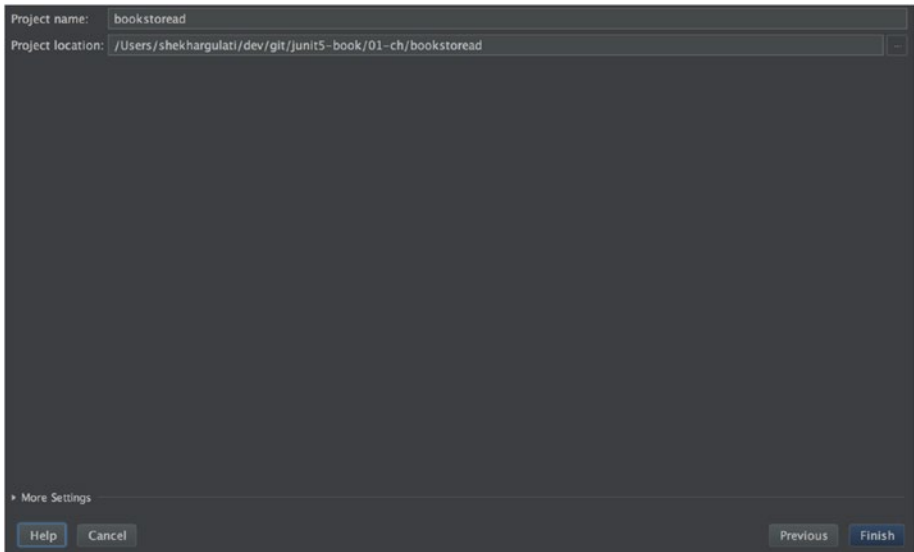 Project name: bookstoread
Project location: /Users/shekhargulati/dev/git/junit5-book/01-ch/bookstoread
More Settings
Help Cancel Previous Finish